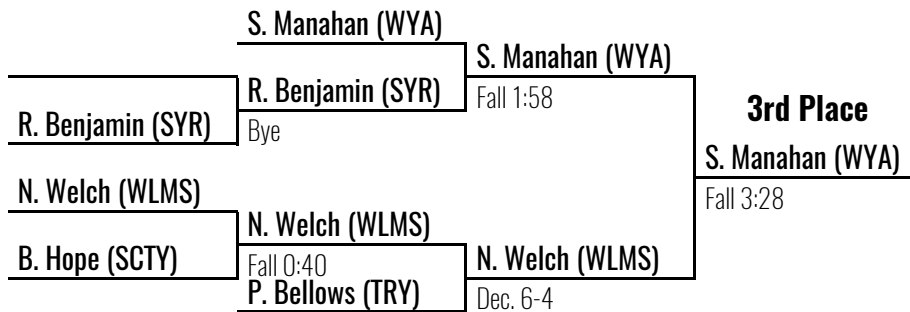 S. Manahan (WYA)
S. Manahan (WYA)
R. Benjamin (SYR)
Fall 1:58
3rd Place
R. Benjamin (SYR)
Bye
S. Manahan (WYA)
N. Welch (WLMS)
Fall 3:28
N. Welch (WLMS)
B. Hope (SCTY)
Fall 0:40
N. Welch (WLMS)
P. Bellows (TRY)
Dec. 6-4